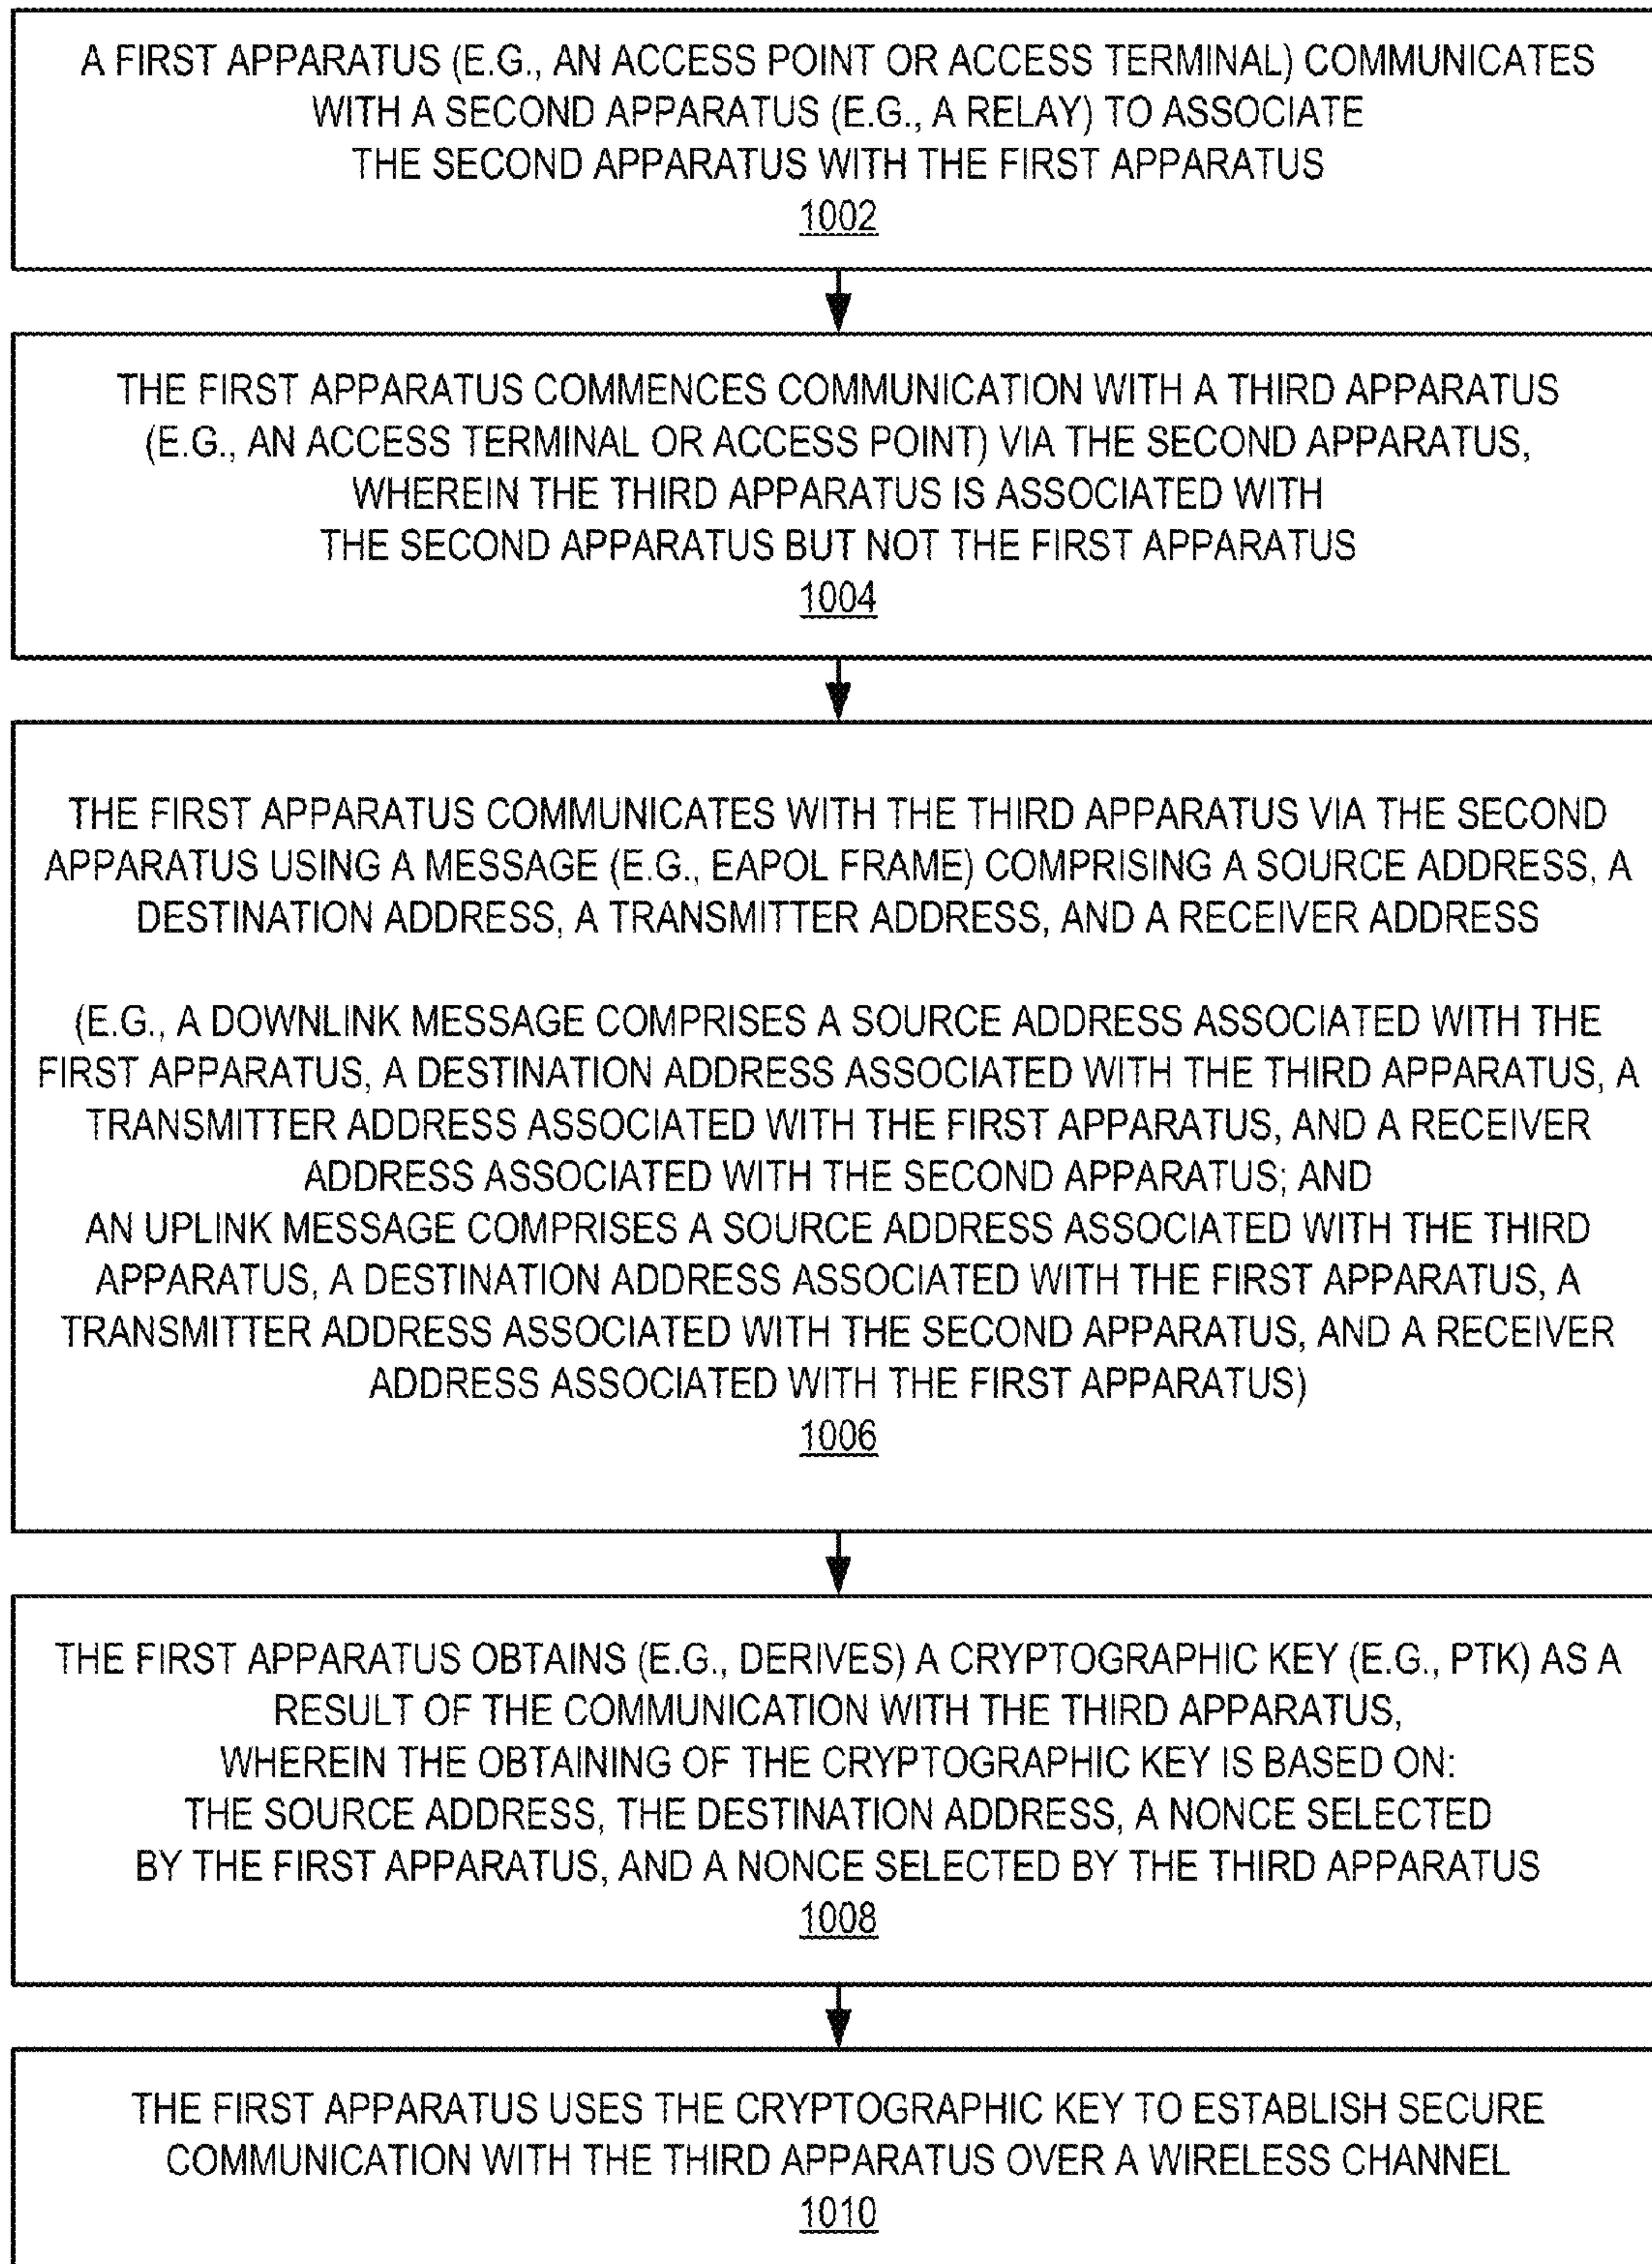 A FIRST APPARATUS (E.G., AN ACCESS POINT OR ACCESS TERMINAL) COMMUNICATES
WITH A SECOND APPARATUS (E.G., A RELAY) TO ASSOCIATE
THE SECOND APPARATUS WITH THE FIRST APPARATUS
1002
THE FIRST APPARATUS COMMENCES COMMUNICATION WITH A THIRD APPARATUS
(E.G., AN ACCESS TERMINAL OR ACCESS POINT) VIA THE SECOND APPARATUS,
WHEREIN THE THIRD APPARATUS IS ASSOCIATED WITH
THE SECOND APPARATUS BUT NOT THE FIRST APPARATUS
1004
THE FIRST APPARATUS COMMUNICATES WITH THE THIRD APPARATUS VIA THE SECOND
APPARATUS USING A MESSAGE (E.G., EAPOL FRAME) COMPRISING A SOURCE ADDRESS, A
DESTINATION ADDRESS, A TRANSMITTER ADDRESS, AND A RECEIVER ADDRESS
(E.G., A DOWNLINK MESSAGE COMPRISES A SOURCE ADDRESS ASSOCIATED WITH THE
FIRST APPARATUS, A DESTINATION ADDRESS ASSOCIATED WITH THE THIRD APPARATUS, A
TRANSMITTER ADDRESS ASSOCIATED WITH THE FIRST APPARATUS, AND A RECEIVER
ADDRESS ASSOCIATED WITH THE SECOND APPARATUS; AND
AN UPLINK MESSAGE COMPRISES A SOURCE ADDRESS ASSOCIATED WITH THE THIRD
APPARATUS, A DESTINATION ADDRESS ASSOCIATED WITH THE FIRST APPARATUS, A
TRANSMITTER ADDRESS ASSOCIATED WITH THE SECOND APPARATUS, AND A RECEIVER
ADDRESS ASSOCIATED WITH THE FIRST APPARATUS)
1006
THE FIRST APPARATUS OBTAINS (E.G., DERIVES) A CRYPTOGRAPHIC KEY (E.G., PTK) AS A
RESULT OF THE COMMUNICATION WITH THE THIRD APPARATUS,
WHEREIN THE OBTAINING OF THE CRYPTOGRAPHIC KEY IS BASED ON:
THE SOURCE ADDRESS, THE DESTINATION ADDRESS, A NONCE SELECTED
BY THE FIRST APPARATUS, AND A NONCE SELECTED BY THE THIRD APPARATUS
1008
THE FIRST APPARATUS USES THE CRYPTOGRAPHIC KEY TO ESTABLISH SECURE
COMMUNICATION WITH THE THIRD APPARATUS OVER A WIRELESS CHANNEL
1010